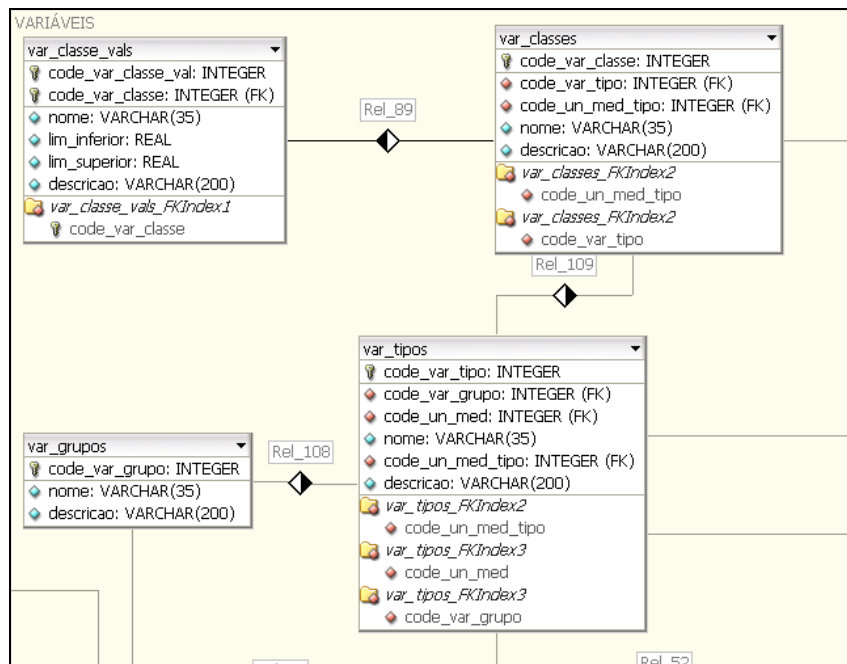 VARIÁVEIS
var_classe_vals
code_var_classe_val: INTEGER
code_var_classe: INTEGER (FK)
nome: VARCHAR(35)
lim_inferior: REAL
lim_superior: REAL
descricao: VARCHAR(200)
var_classe_vals_FKIndex1
code_var_classe
Rel_89
var_classes
code_var_classe: INTEGER
code_var_tipo: INTEGER (FK)
code_un_med_tipo: INTEGER (FK)
nome: VARCHAR(35)
descricao: VARCHAR(200)
var_classes_FKIndex2
code_un_med_tipo
var_classes_FKIndex2
code_var_tipo
Rel_109
var_tipos
code_var_tipo: INTEGER
code_var_grupo: INTEGER (FK)
code_un_med: INTEGER (FK)
nome: VARCHAR(35)
code_un_med_tipo: INTEGER (FK)
descricao: VARCHAR(200)
var_tipos_FKIndex2
code_un_med_tipo
var_tipos_FKIndex3
code_un_med
var_tipos_FKIndex3
code_var_grupo
Rel_108
var_grupos
code_var_grupo: INTEGER
nome: VARCHAR(35)
descricao: VARCHAR(200)
Rel_52